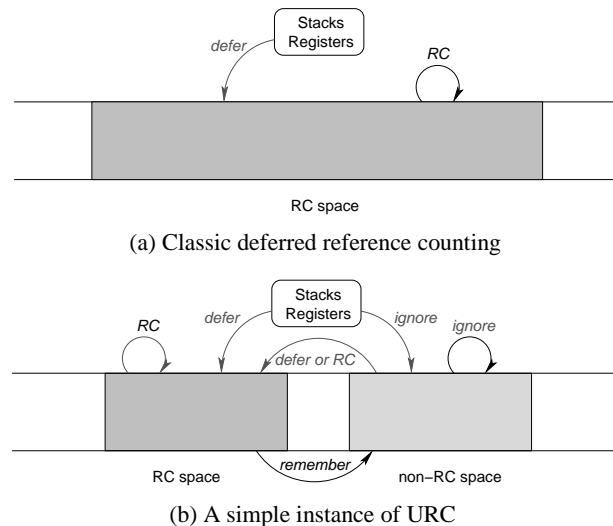 Stacks
Registers
defer
RC
RC space
(a) Classic deferred reference counting
Stacks
Registers
RC
defer
ignore
ignore
defer or RC
RC space
remember
non−RC space
(b) A simple instance of URC